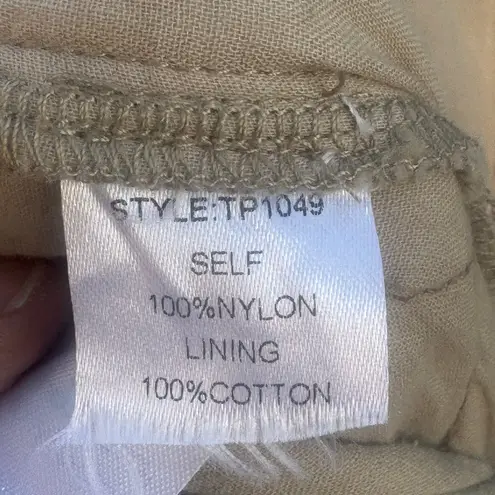 STYLE:TP1049
SELF
100%NYLON
LINING
100%COTTON